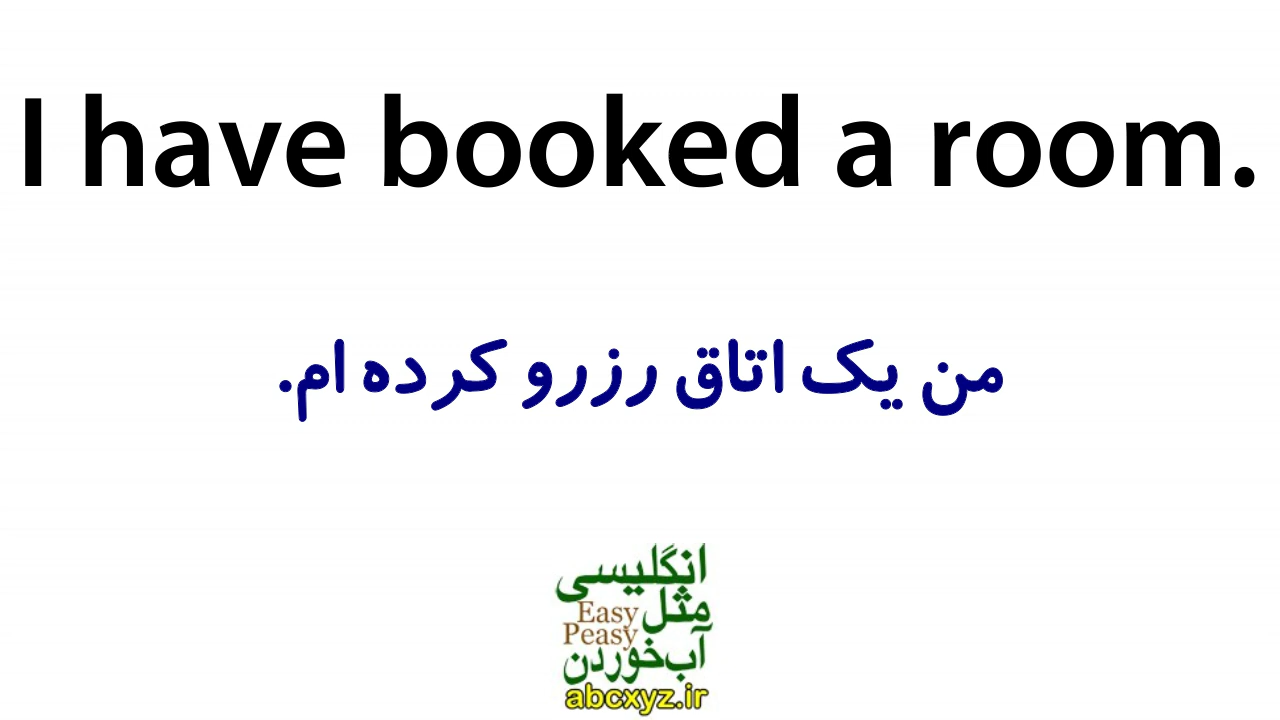 I have booked a room.
من یک اتاق رزرو کرده ام.
انگلیسی
مثل Easy
Peasy
آب خوردن
abcxyz.ir